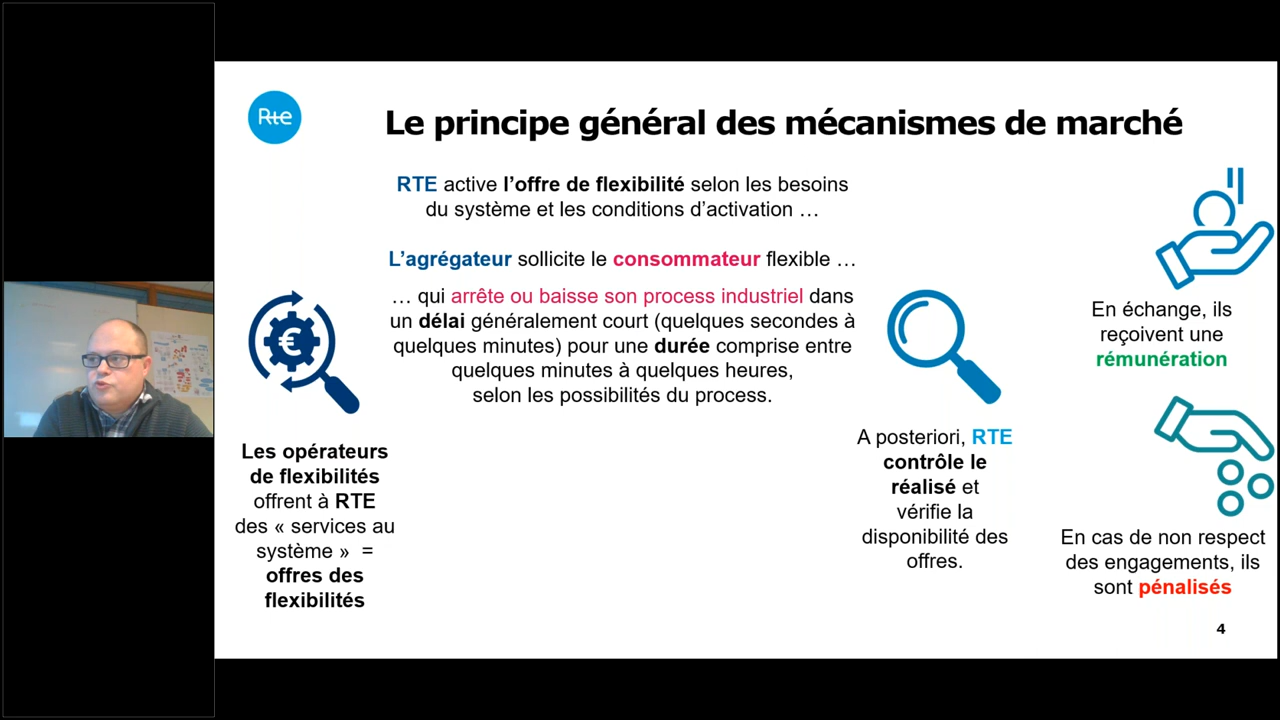 Rte
Le principe général des mécanismes de marché
RTE active l’offre de flexibilité selon les besoins
du système et les conditions d’activation …
L’agrégateur sollicite le consommateur flexible …
… qui arrête ou baisse son process industriel dans
un délai généralement court (quelques secondes à
quelques minutes) pour une durée comprise entre
quelques minutes à quelques heures,
selon les possibilités du process.
€
Les opérateurs
de flexibilités
offrent à RTE
des « services au
système » =
offres des
flexibilités
A posteriori, RTE
contrôle le
réalisé et
vérifie la
disponibilité des
offres.
En échange, ils
reçoivent une
rémunération
En cas de non respect
des engagements, ils
sont pénalisés
4